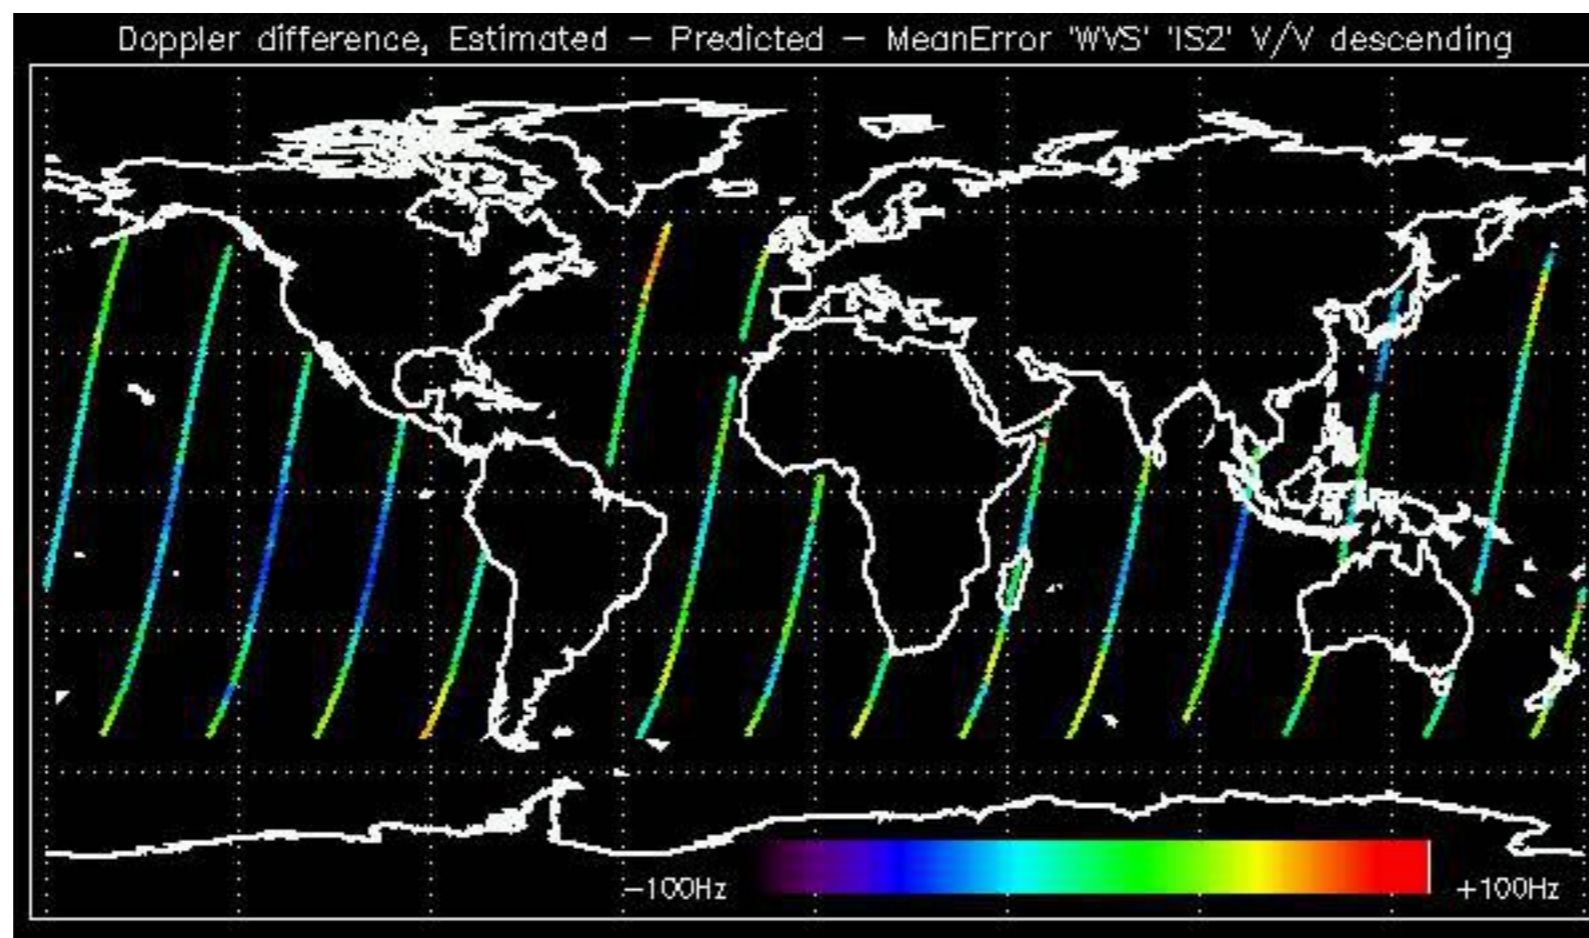 Doppler difference, Estimated – Predicted – MeanError 'WVS' 'IS2' V/V descending
−100Hz
+100Hz